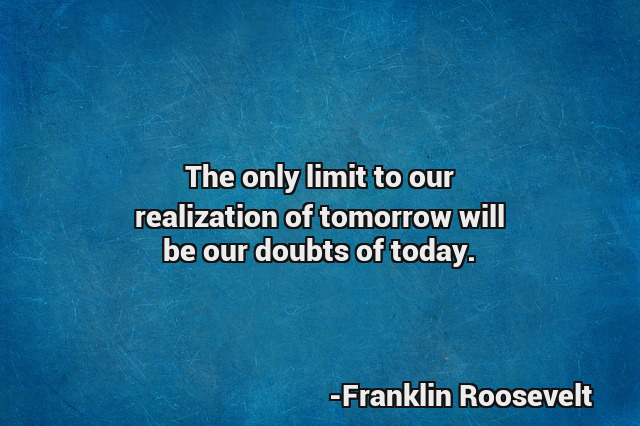 The only limit to our
realization of tomorrow will
be our doubts of today.
-Franklin Roosevelt